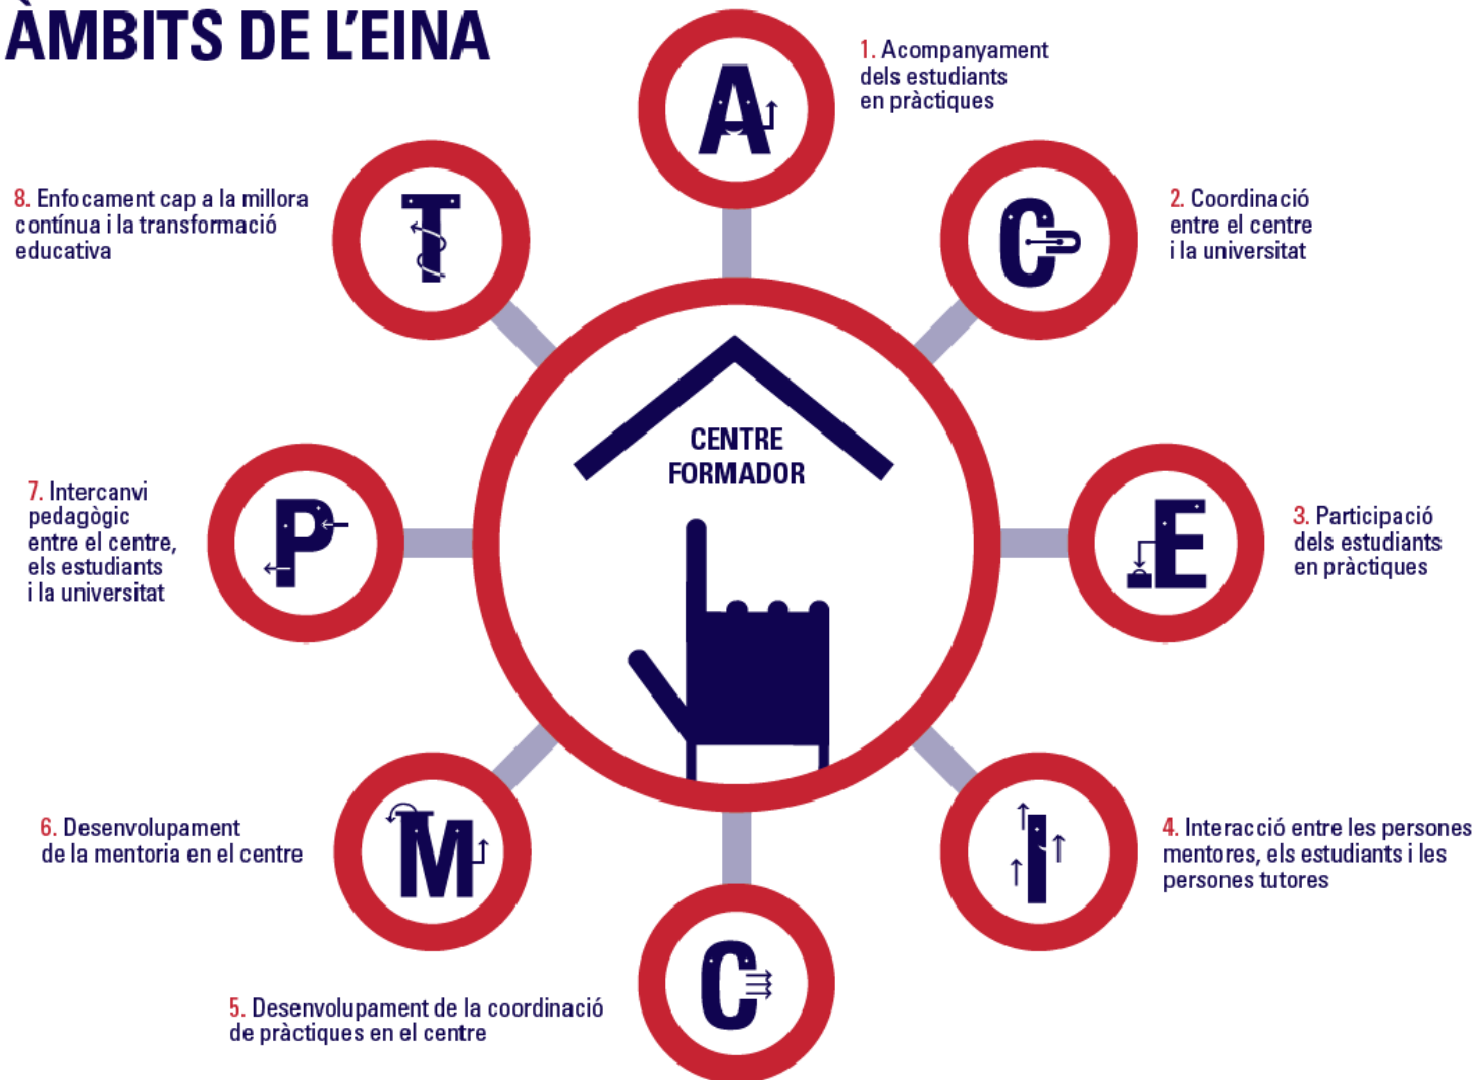 ÀMBITS DE L'EINA
A
1. Acompanyament
dels estudiants
en pràctiques
C
2. Coordinació
entre el centre
i la universitat
E
3. Participació
dels estudiants
en pràctiques
I
4. Interacció entre les persones
mentores, els estudiants i les
persones tutores
C
5. Desenvolupament de la coordinació
de pràctiques en el centre
M
6. Desenvolupament
de la mentoria en el centre
P
7. Intercanvi
pedagògic
entre el centre,
els estudiants
i la universitat
T
8. Enfocament cap a la millora
contínua i la transformació
educativa
CENTRE
FORMADOR